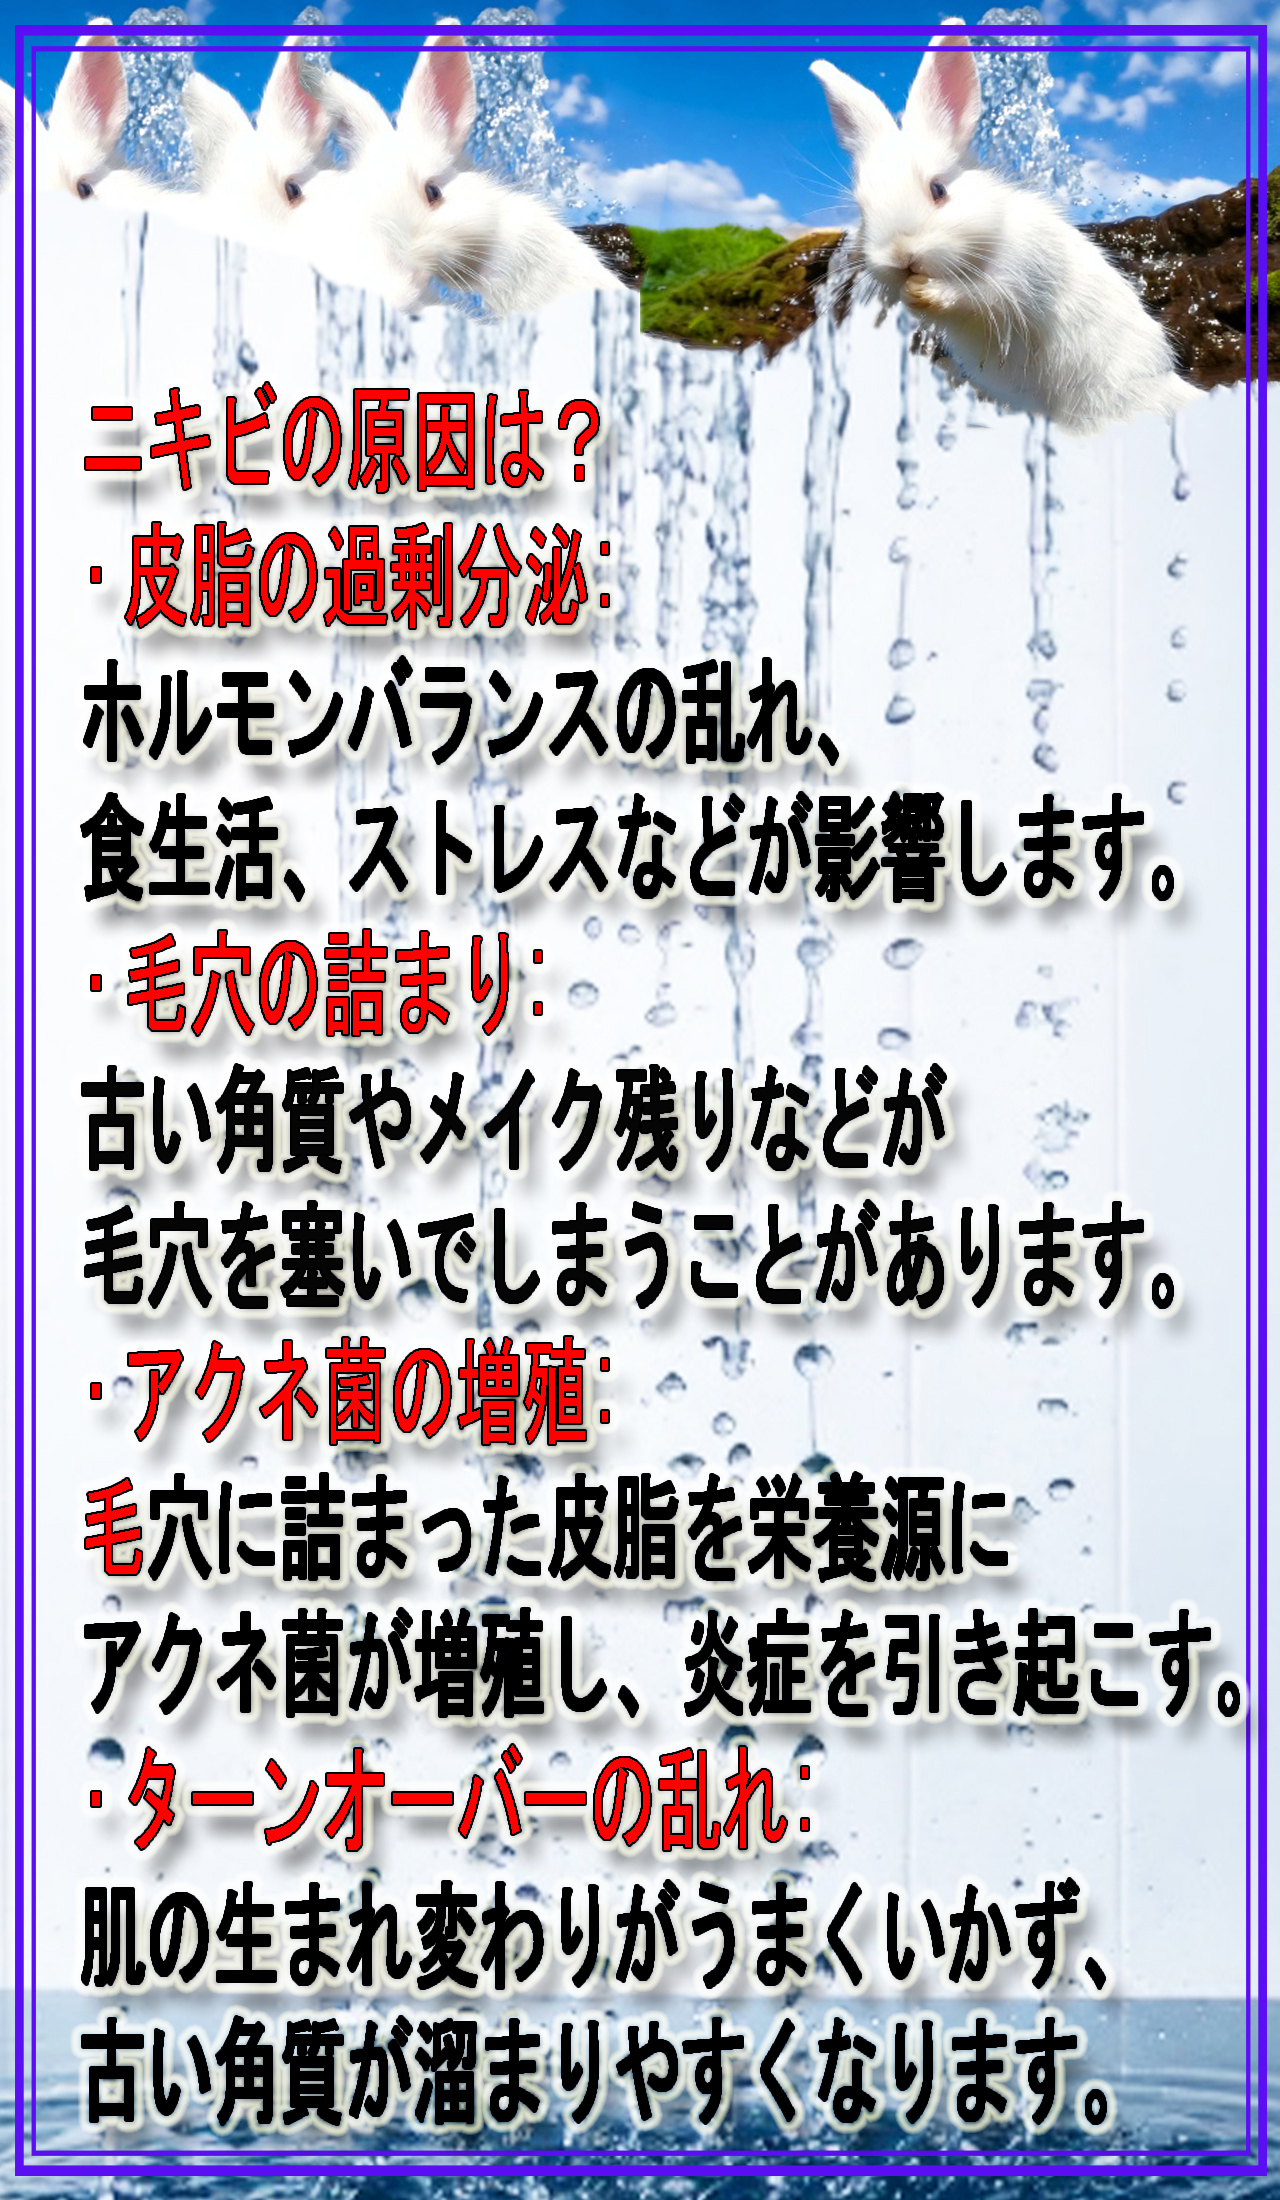 ニキビの原因は？
・皮脂の過剰分泌:
ホルモンバランスの乱れ、
食生活、ストレスなどが影響します。
・毛穴の詰まり:
古い角質やメイク残りなどが
毛穴を塞いでしまうことがあります。
・アクネ菌の増殖:
毛穴に詰まった皮脂を栄養源に
アクネ菌が増殖し、炎症を引き起こす。
・ターンオーバーの乱れ:
肌の生まれ変わりがうまくいかず、
古い角質が溜まりやすくなります。